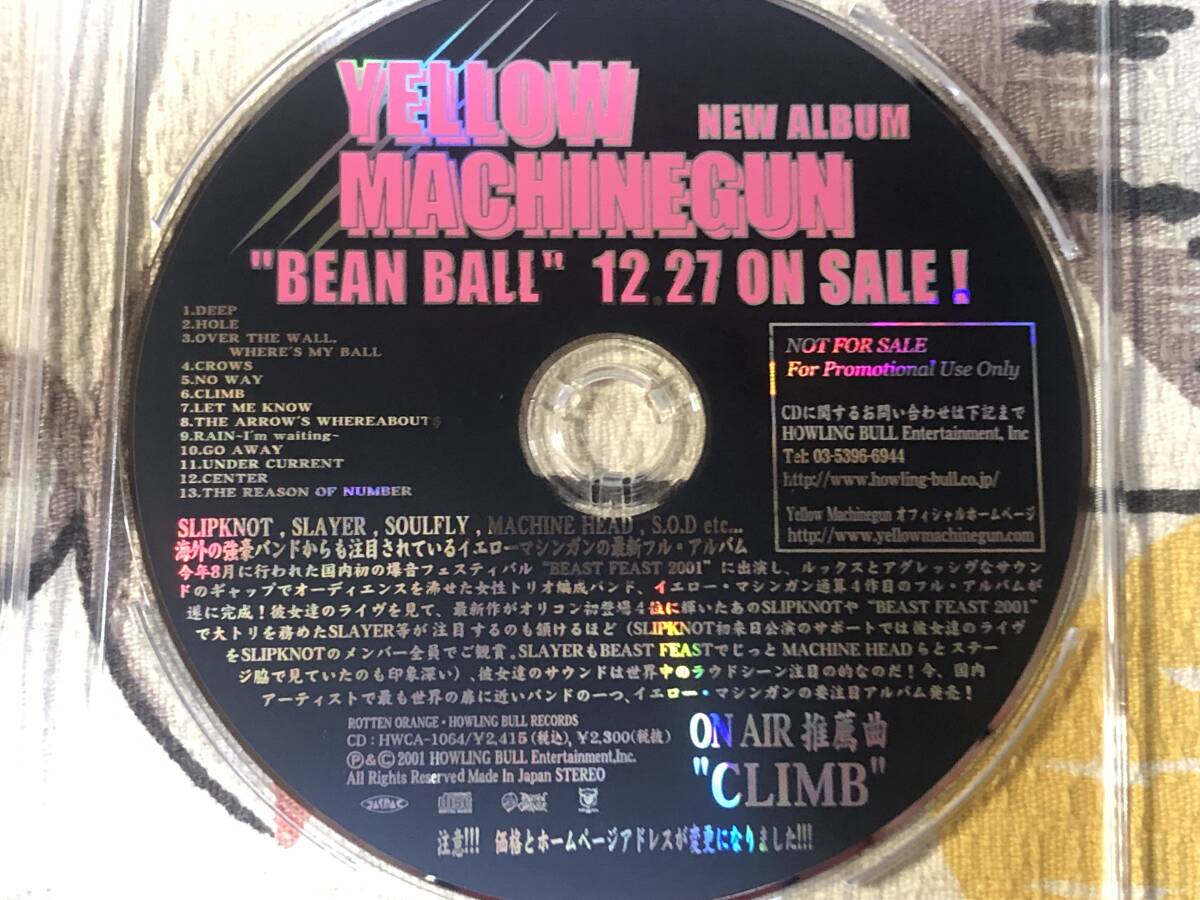 YELLOW
MACHINEGUN
NEW ALBUM
"BEAN BALL" 12.27 ON SALE!
1.DEEP
2.HOLE
3.OVER THE WALL,
WHERE'S MY BALL
4.CROWS
5.NO WAY
6.CLIMB
7.LET ME KNOW
8.THE ARROW'S WHEREABOUTS
9.RAIN~I'm waiting~
10.GO AWAY
11.UNDER CURRENT
12.CENTER
13.THE REASON OF NUMBER
NOT FOR SALE
For Promotional Use Only
CDに関するお問い合わせは下記まで
HOWLING BULL Entertainment, Inc
Tel: 03-5396-6944
http://www.howling-bull.co.jp/
Yellow Machinegun オフィシャルホームページ
http://www.yellowmachinegun.com
SLIPKNOT , SLAYER , SOULFLY , MACHINE HEAD , S.O.D etc...
海外の強豪バンドからも注目されているイエローマシンガンの最新フル・アルバム
今年8月に行われた国内初の爆音フェスティバル "BEAST FEAST 2001" に出演し、ルックスとアグレッシヴなサウン
ドのギャップでオーディエンスを沸せた女性トリオ編成バンド、イエロー・マシンガン通算4作目のフル・アルバムが
遂に完成！彼女達のライヴを見て、最新作がオリコン初登場4位に輝いたあのSLIPKNOTや "BEAST FEAST 2001"
で大トリを務めたSLAYER等が注目するのも頷けるほど（SLIPKNOT初来日公演のサポートでは彼女達のライヴ
をSLIPKNOTのメンバー全員でご観賞。SLAYERもBEAST FEASTでじっとMACHINE HEADらとステー
ジ脇で見ていたのも印象深い）、彼女達のサウンドは世界中のラウドシーン注目の的なのだ！今、国内
アーティストで最も世界の扉に近いバンドの一つ、イエロー・マシンガンの要注目アルバム発売！
ROTTEN ORANGE・HOWLING BULL RECORDS
CD : HWCA-1064/¥2,415 (税込), ¥2,300(税抜)
Ⓟ&Ⓒ2001 HOWLING BULL Entertainment,Inc.
All Rights Reserved Made In Japan STEREO
ON AIR 推薦曲
"CLIMB"
JASRAC
注意!!! 価格とホームページアドレスが変更になりました!!!